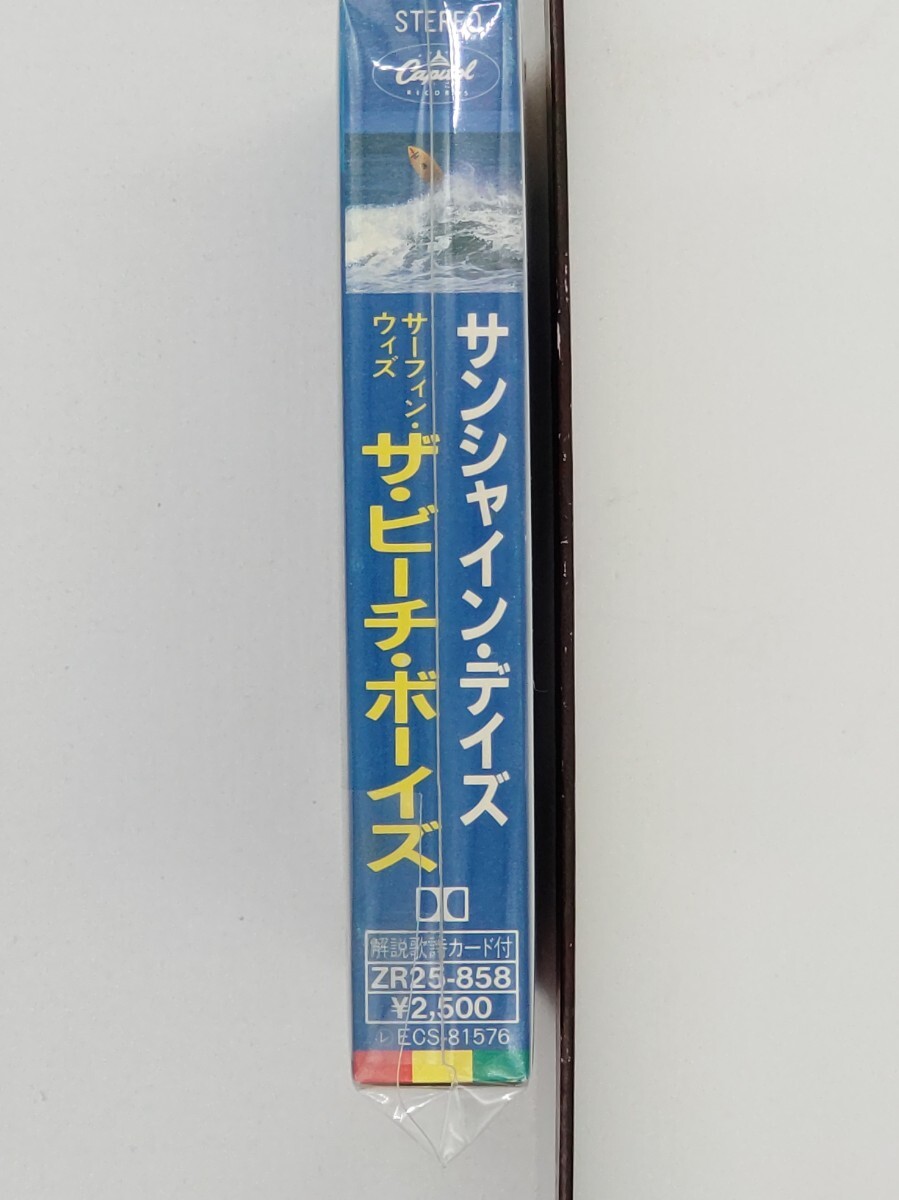 STEREO
Capitol
RECORDS
サンシャイン・デイズ
サーフィン・
ウィズ
ザ・ビーチ・ボーイズ
解説歌詩カード付
ZR25-858
¥2,500
㋹ ECS-81576